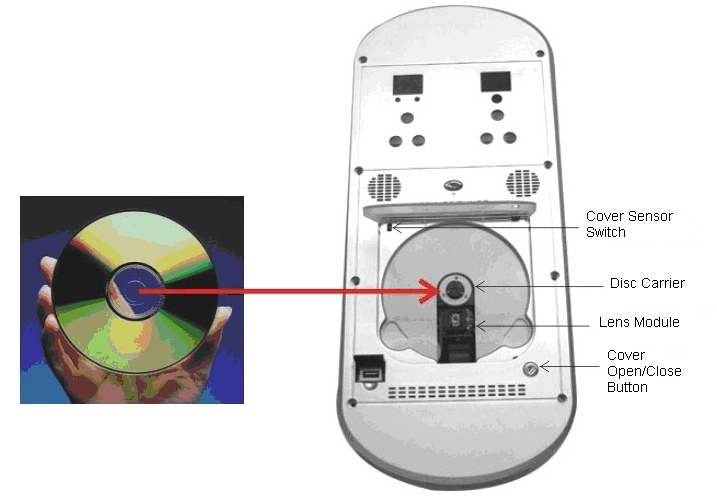 Cover Sensor
Switch
Disc Carrier
Lens Module
Cover
Open/Close
Button